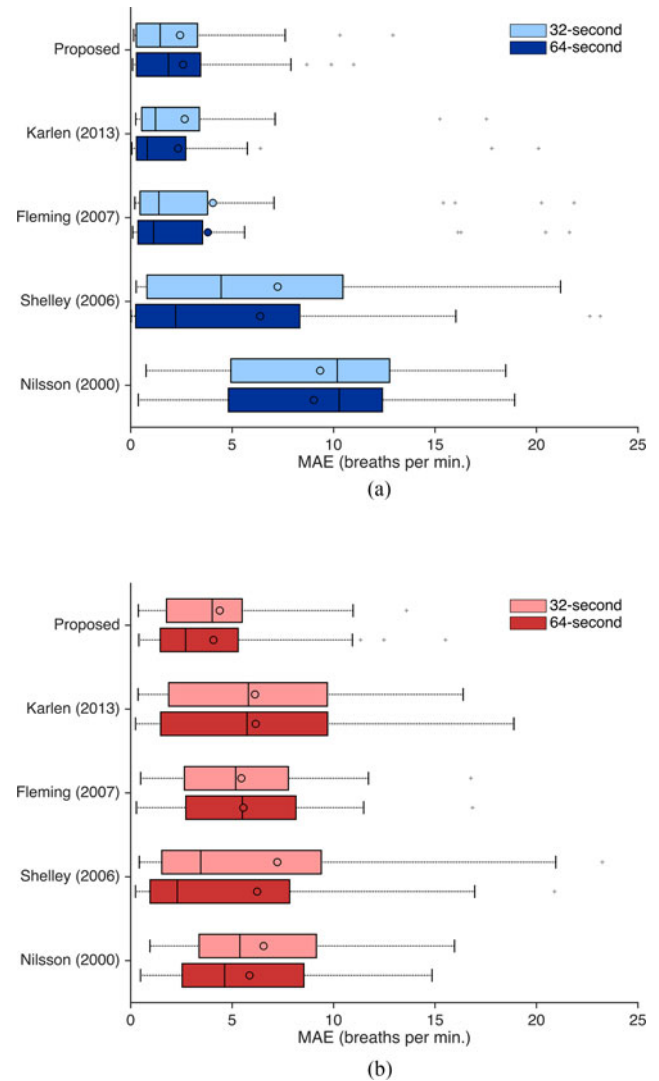 (a)
32-second
64-second
Proposed
Karlen (2013)
Fleming (2007)
Shelley (2006)
Nilsson (2000)
0 5 10 15 20 25
MAE (breaths per min.)
(a)
32-second
64-second
Proposed
Karlen (2013)
Fleming (2007)
Shelley (2006)
Nilsson (2000)
0 5 10 15 20 25
MAE (breaths per min.)
(b)